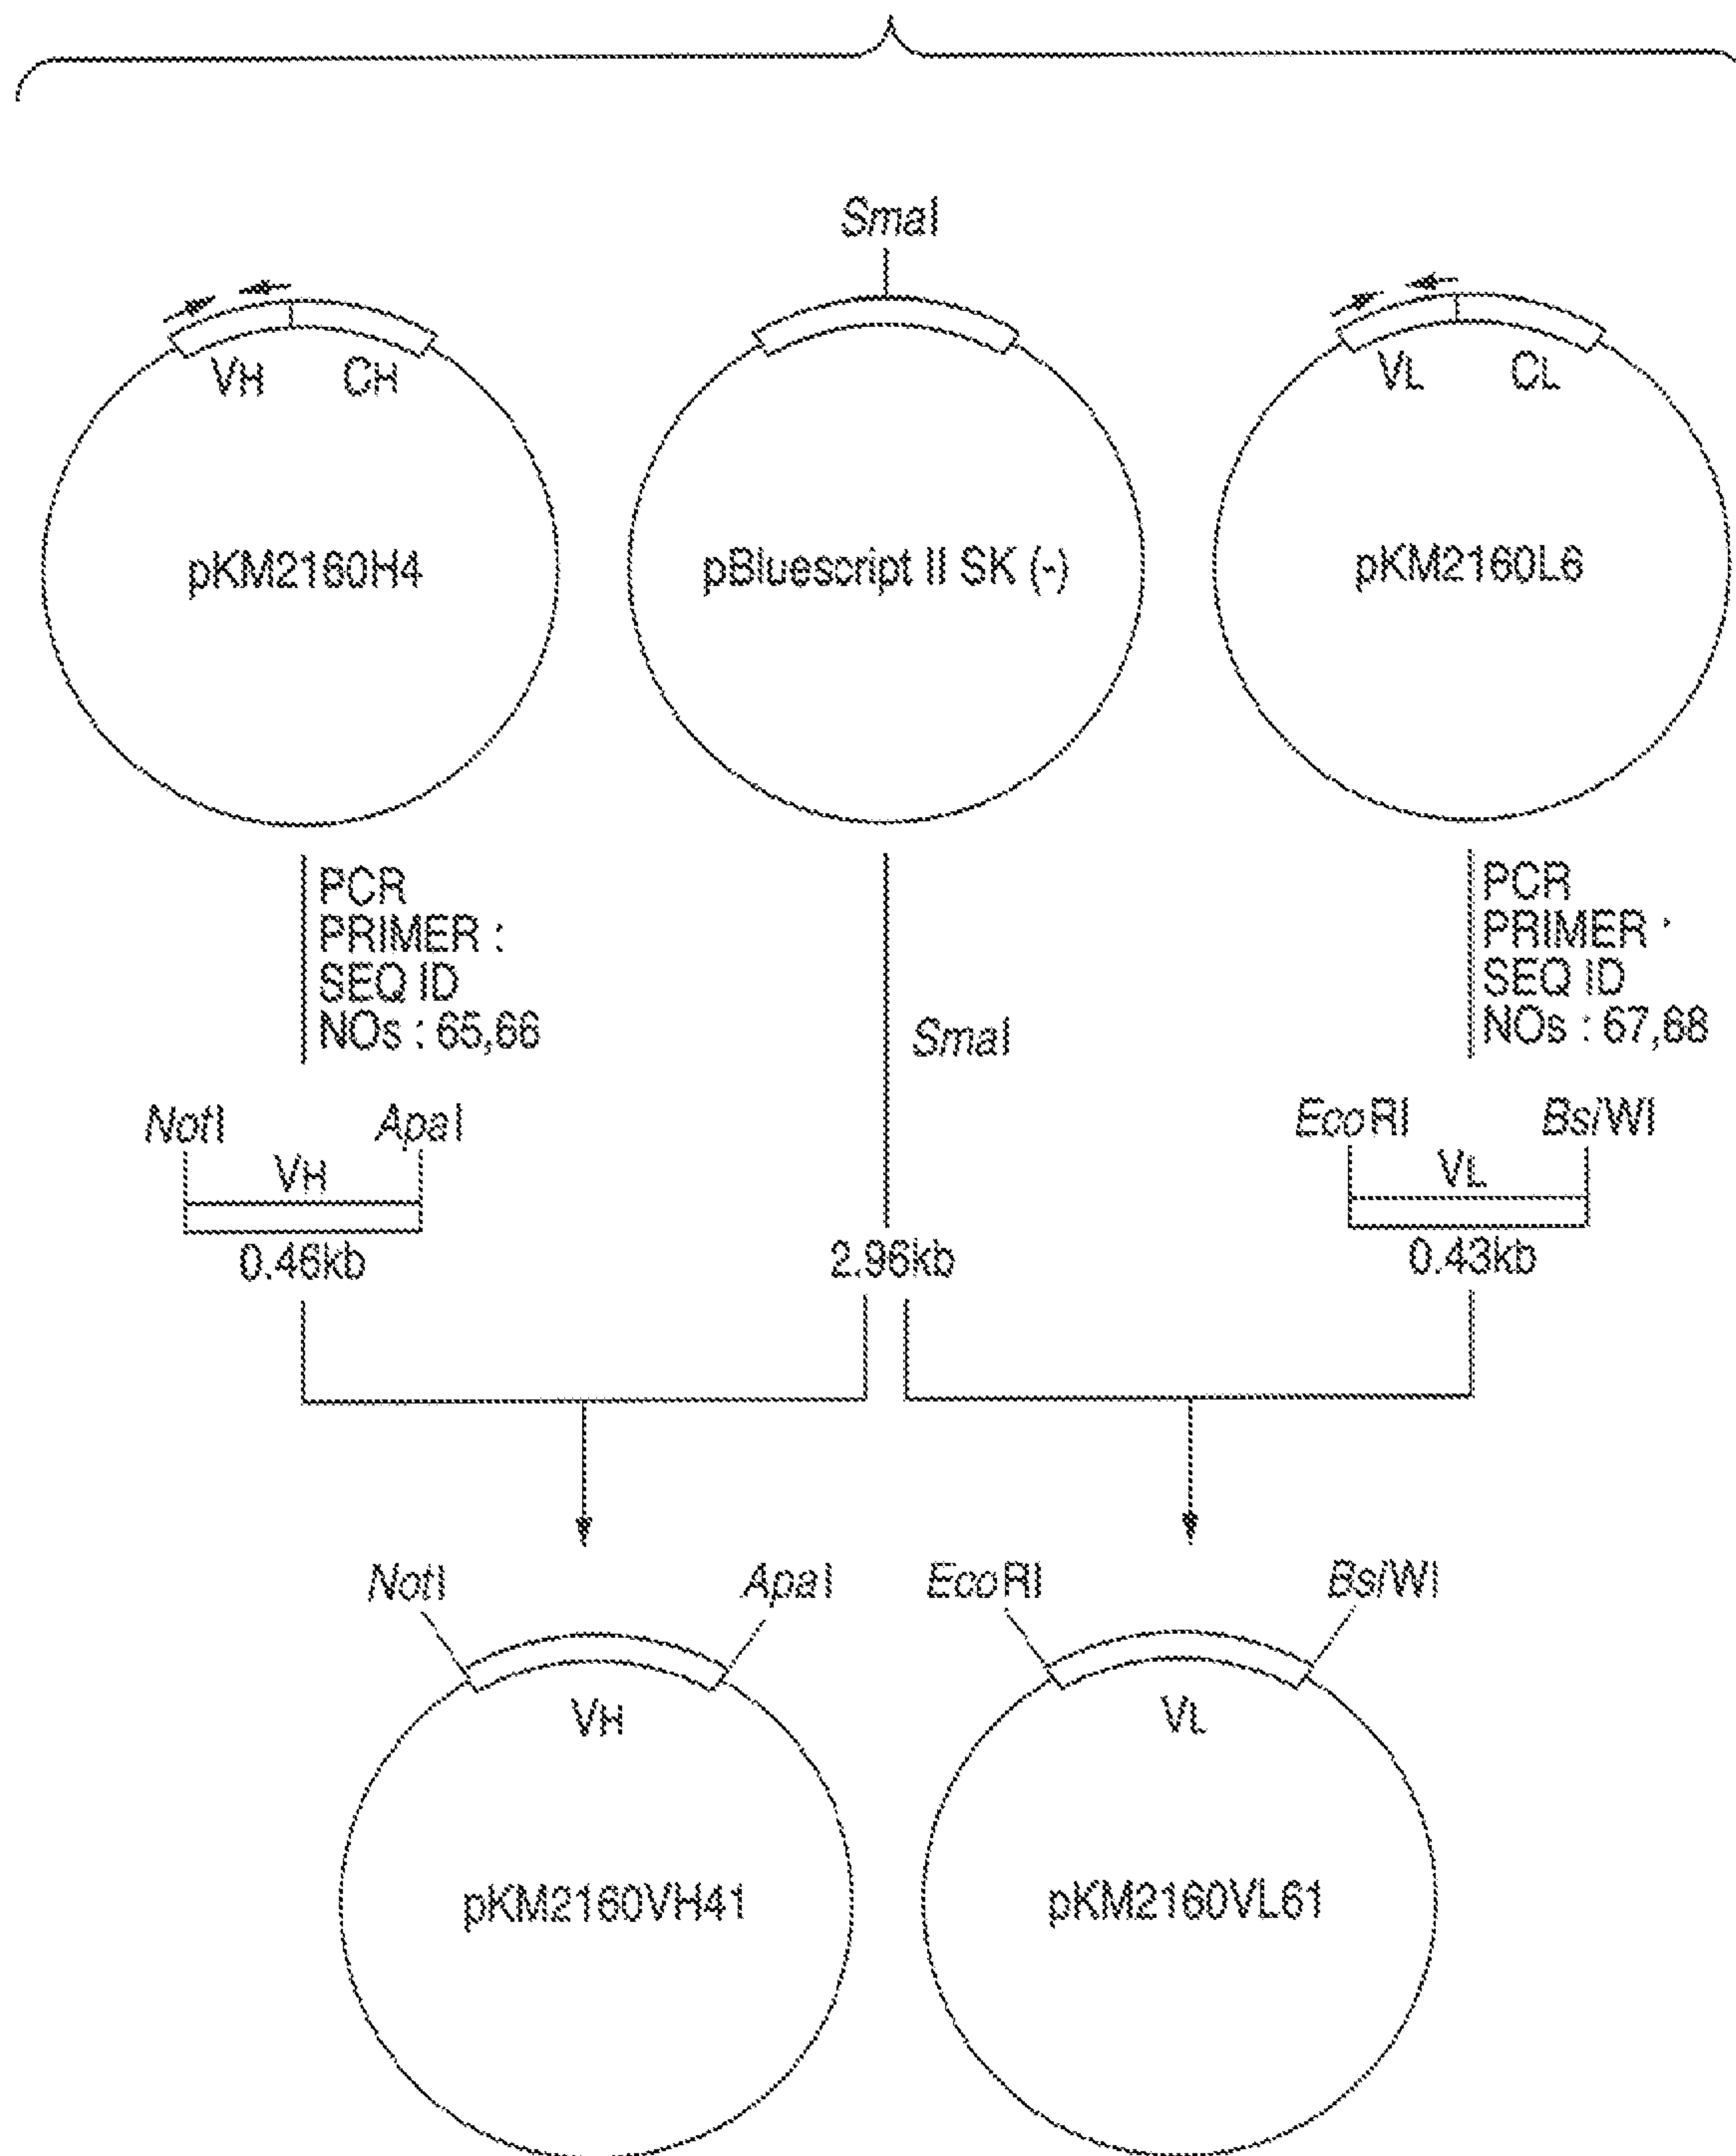 SmaI
VH CH
VL CL
pKM2160H4
pBluescript II SK (-)
pKM2160L6
PCR
PRIMER :
SEQ ID
NOs : 65,66
SmaI
PCR
PRIMER :
SEQ ID
NOs : 67,68
NotI ApaI
VH
0.46kb
2.96kb
EcoRI BsiWI
VL
0.43kb
NotI ApaI
VH
pKM2160VH41
EcoRI BsiWI
VL
pKM2160VL61